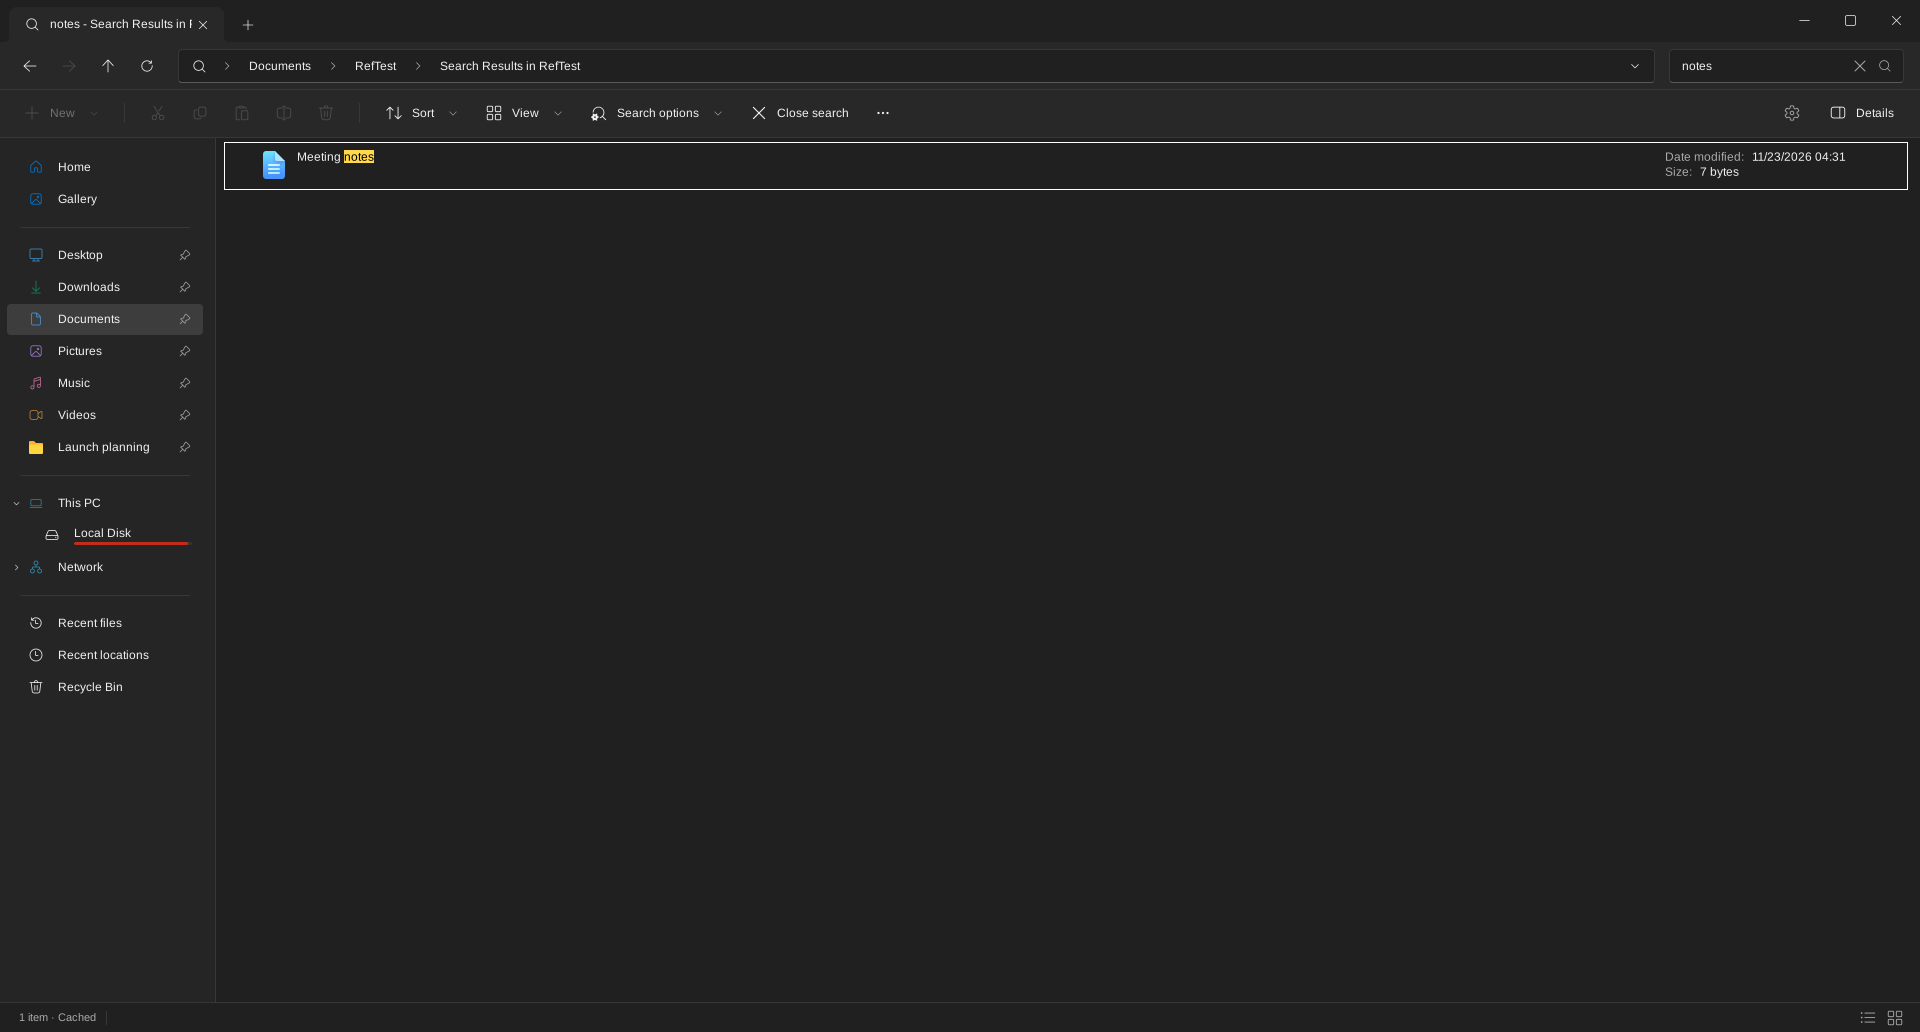 notes - Search Results in F
Documents
RefTest
Search Results in RefTest
notes
New
Sort
View
Search options
Close search
Details
Home
Gallery
Desktop
Downloads
Documents
Pictures
Music
Videos
Launch planning
This PC
Local Disk
Network
Recent files
Recent locations
Recycle Bin
Meeting notes
Date modified: 11/23/2026 04:31
Size: 7 bytes
1 item · Cached